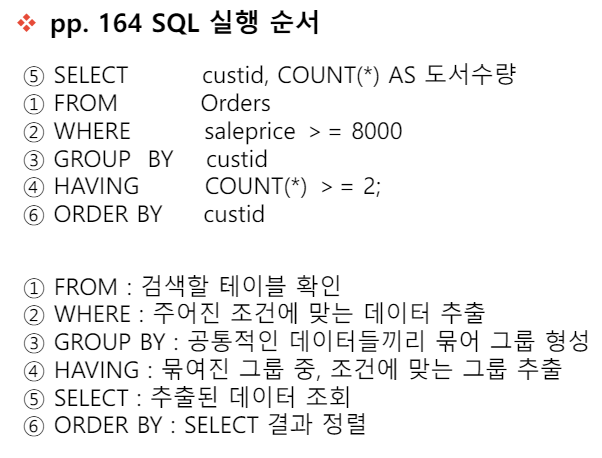 ❖ pp. 164 SQL 실행 순서
⑤ SELECT custid, COUNT(*) AS 도서수량
① FROM Orders
② WHERE saleprice > = 8000
③ GROUP BY custid
④ HAVING COUNT(*) > = 2;
⑥ ORDER BY custid
① FROM : 검색할 테이블 확인
② WHERE : 주어진 조건에 맞는 데이터 추출
③ GROUP BY : 공통적인 데이터들끼리 묶어 그룹 형성
④ HAVING : 묶여진 그룹 중, 조건에 맞는 그룹 추출
⑤ SELECT : 추출된 데이터 조회
⑥ ORDER BY : SELECT 결과 정렬